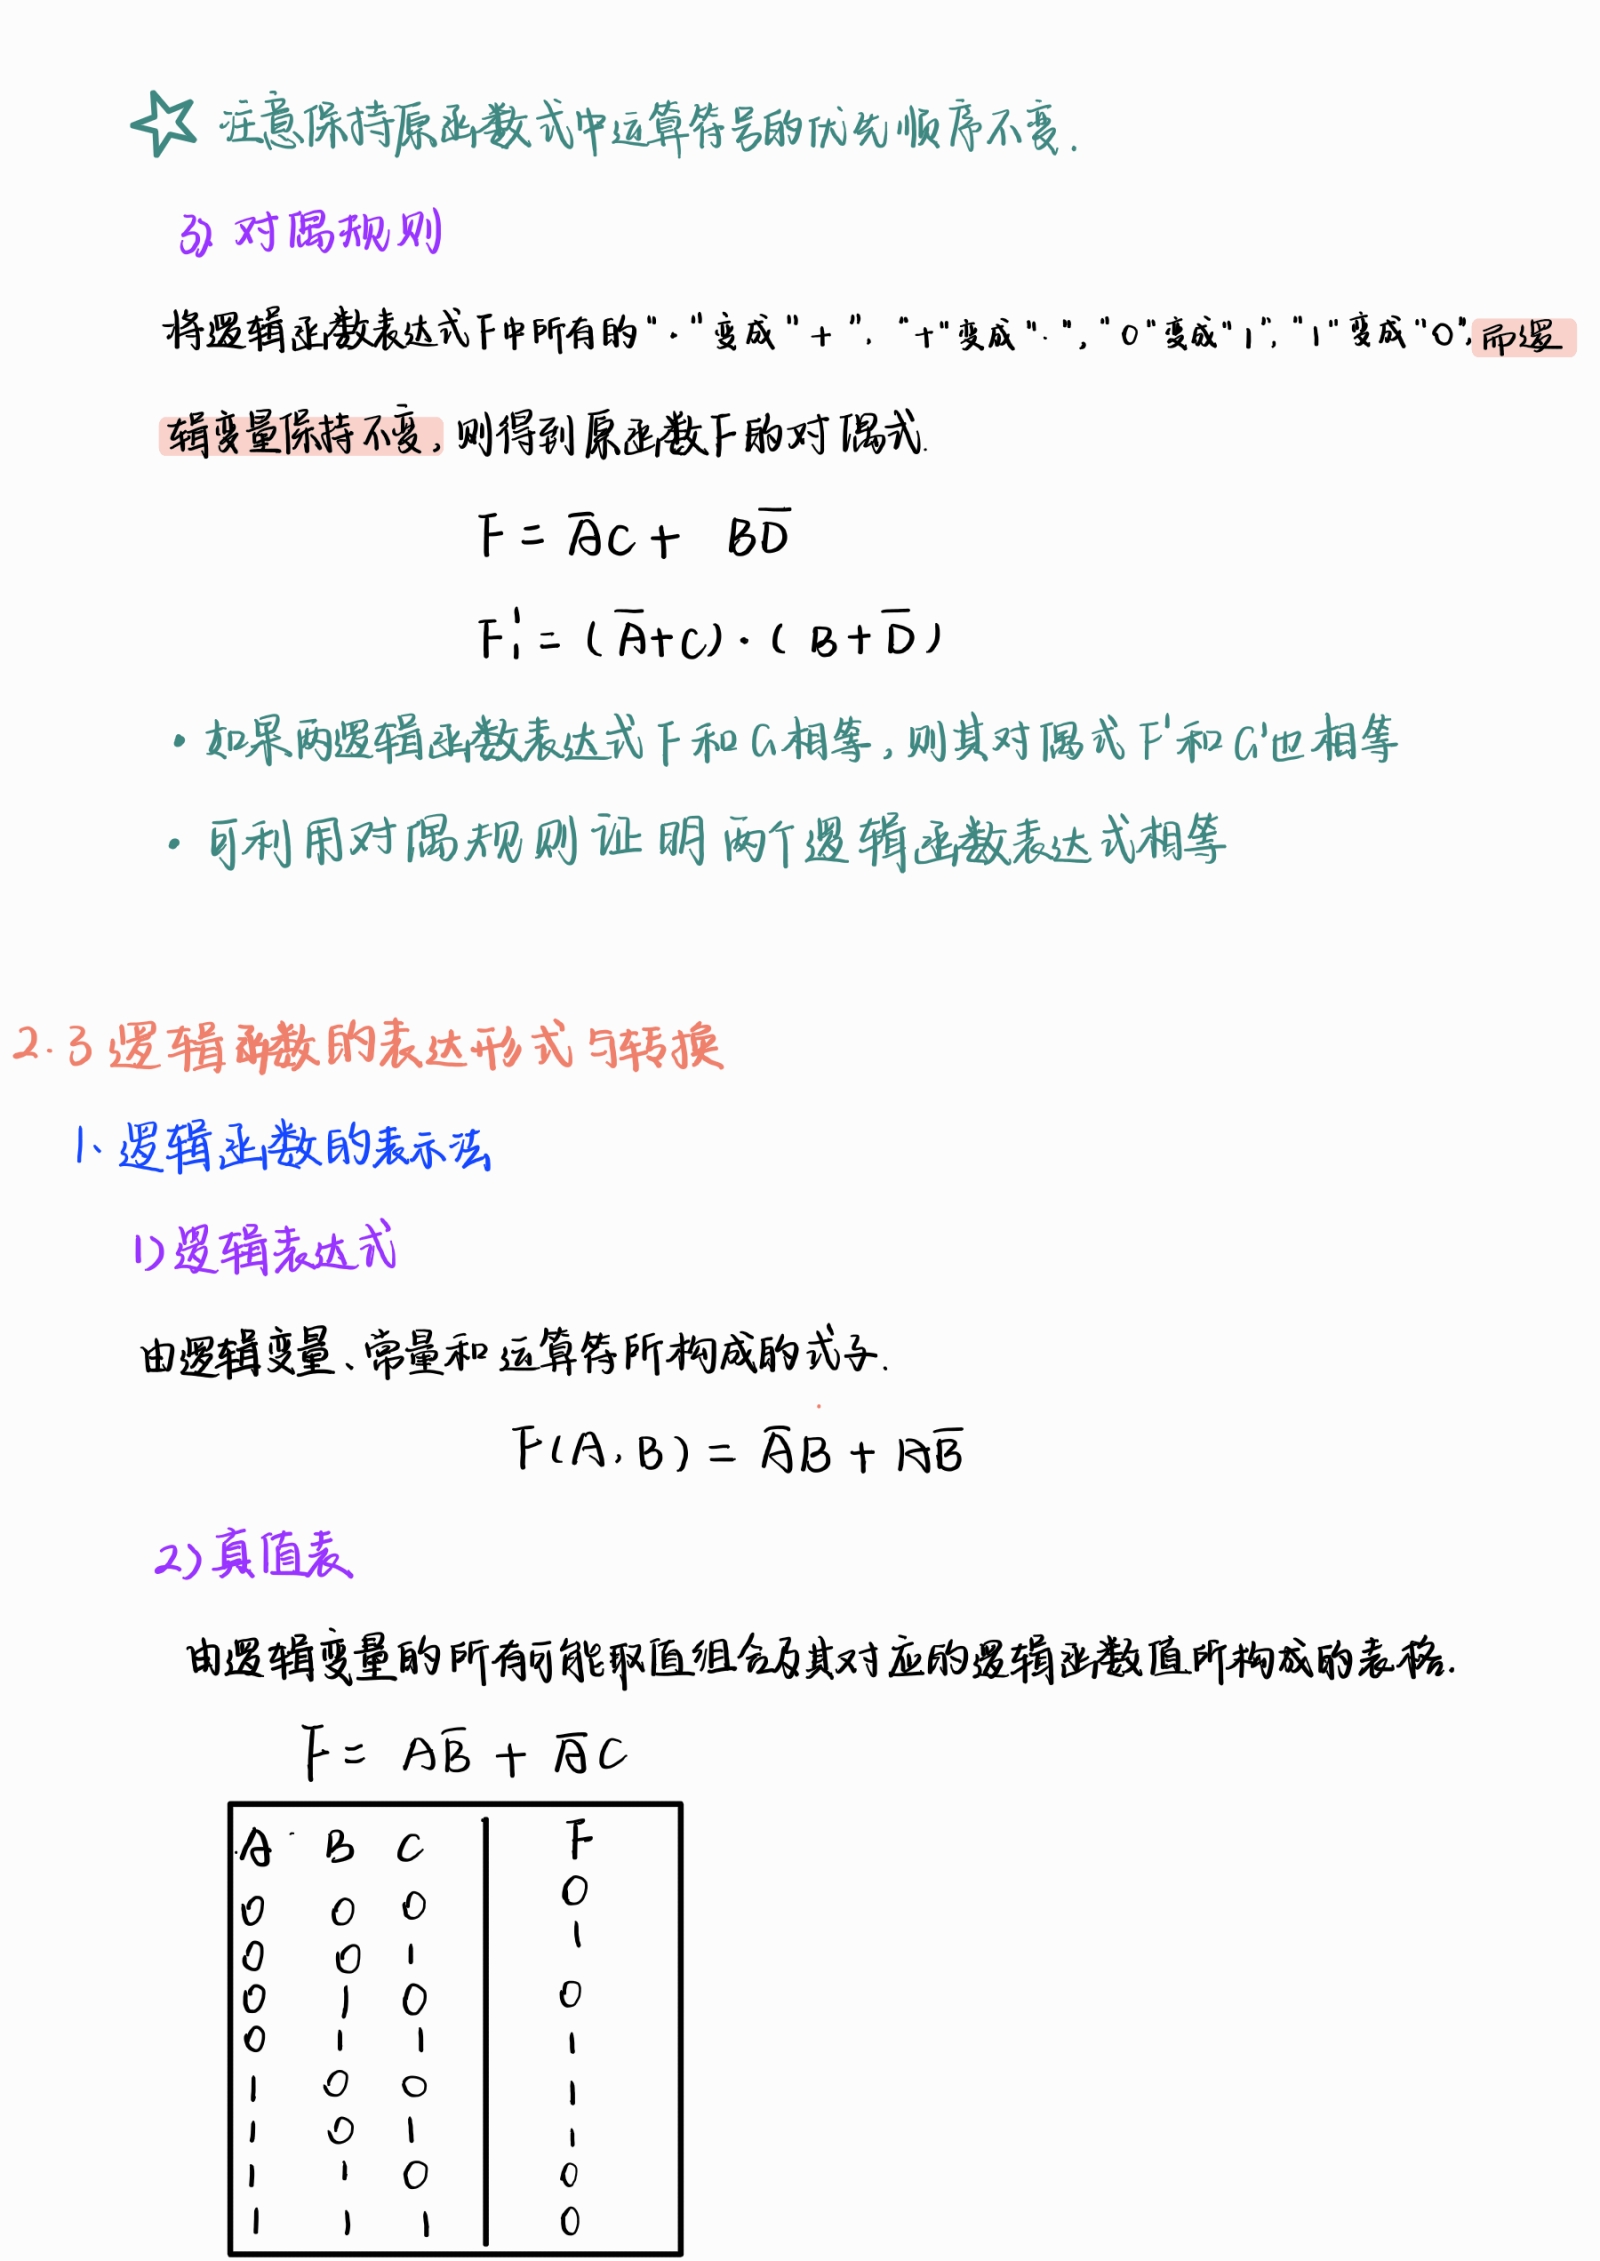 ☆ 注意保持原函数式中运算符号的优先顺序不变.
3) 对偶规则
将逻辑函数表达式F中所有的"·"变成"+", "+"变成"·", "0"变成"1", "1"变成"0", 而逻
辑变量保持不变, 则得到原函数F的对偶式.
F = A̅C + BD̅
F₁' = (A̅+C)·(B+D̅)
· 如果两逻辑函数表达式F和G相等, 则其对偶式F'和G'也相等
· 可利用对偶规则证明两个逻辑函数表达式相等
2.3 逻辑函数的表达形式与转换
1、逻辑函数的表示法
1) 逻辑表达式
由逻辑变量、常量和运算符所构成的式子.
F(A,B) = A̅B + AB̅
2) 真值表
由逻辑变量的所有可能取值组合及其对应的逻辑函数值所构成的表格.
F = AB̅ + A̅C
A B C F
0 0 0 0
0 0 1 1
0 1 0 0
0 1 1 1
1 0 0 1
1 0 1 1
1 1 0 0
1 1 1 0